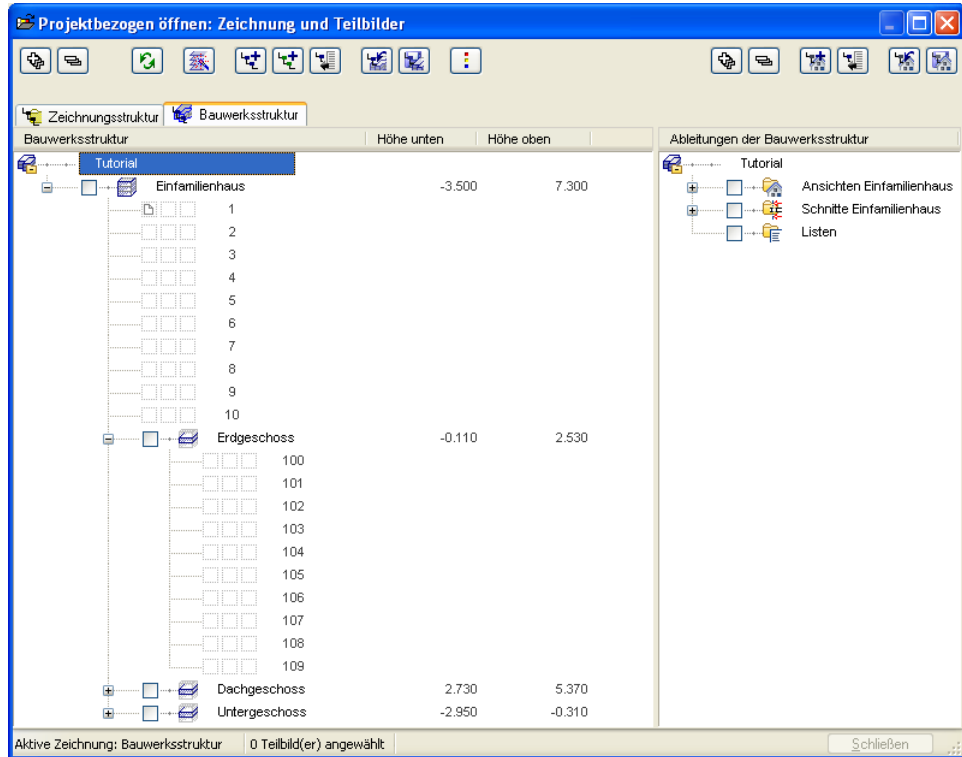 Projektbezogen öffnen: Zeichnung und Teilbilder
Zeichnungsstruktur Bauwerksstruktur
Bauwerksstruktur Höhe unten Höhe oben Ableitungen der Bauwerksstruktur
Tutorial Tutorial
Einfamilienhaus -3.500 7.300 Ansichten Einfamilienhaus
1 Schnitte Einfamilienhaus
2 Listen
3
4
5
6
7
8
9
10
Erdgeschoss -0.110 2.530
100
101
102
103
104
105
106
107
108
109
Dachgeschoss 2.730 5.370
Untergeschoss -2.950 -0.310
Aktive Zeichnung: Bauwerksstruktur 0 Teilbild(er) angewählt Schließen